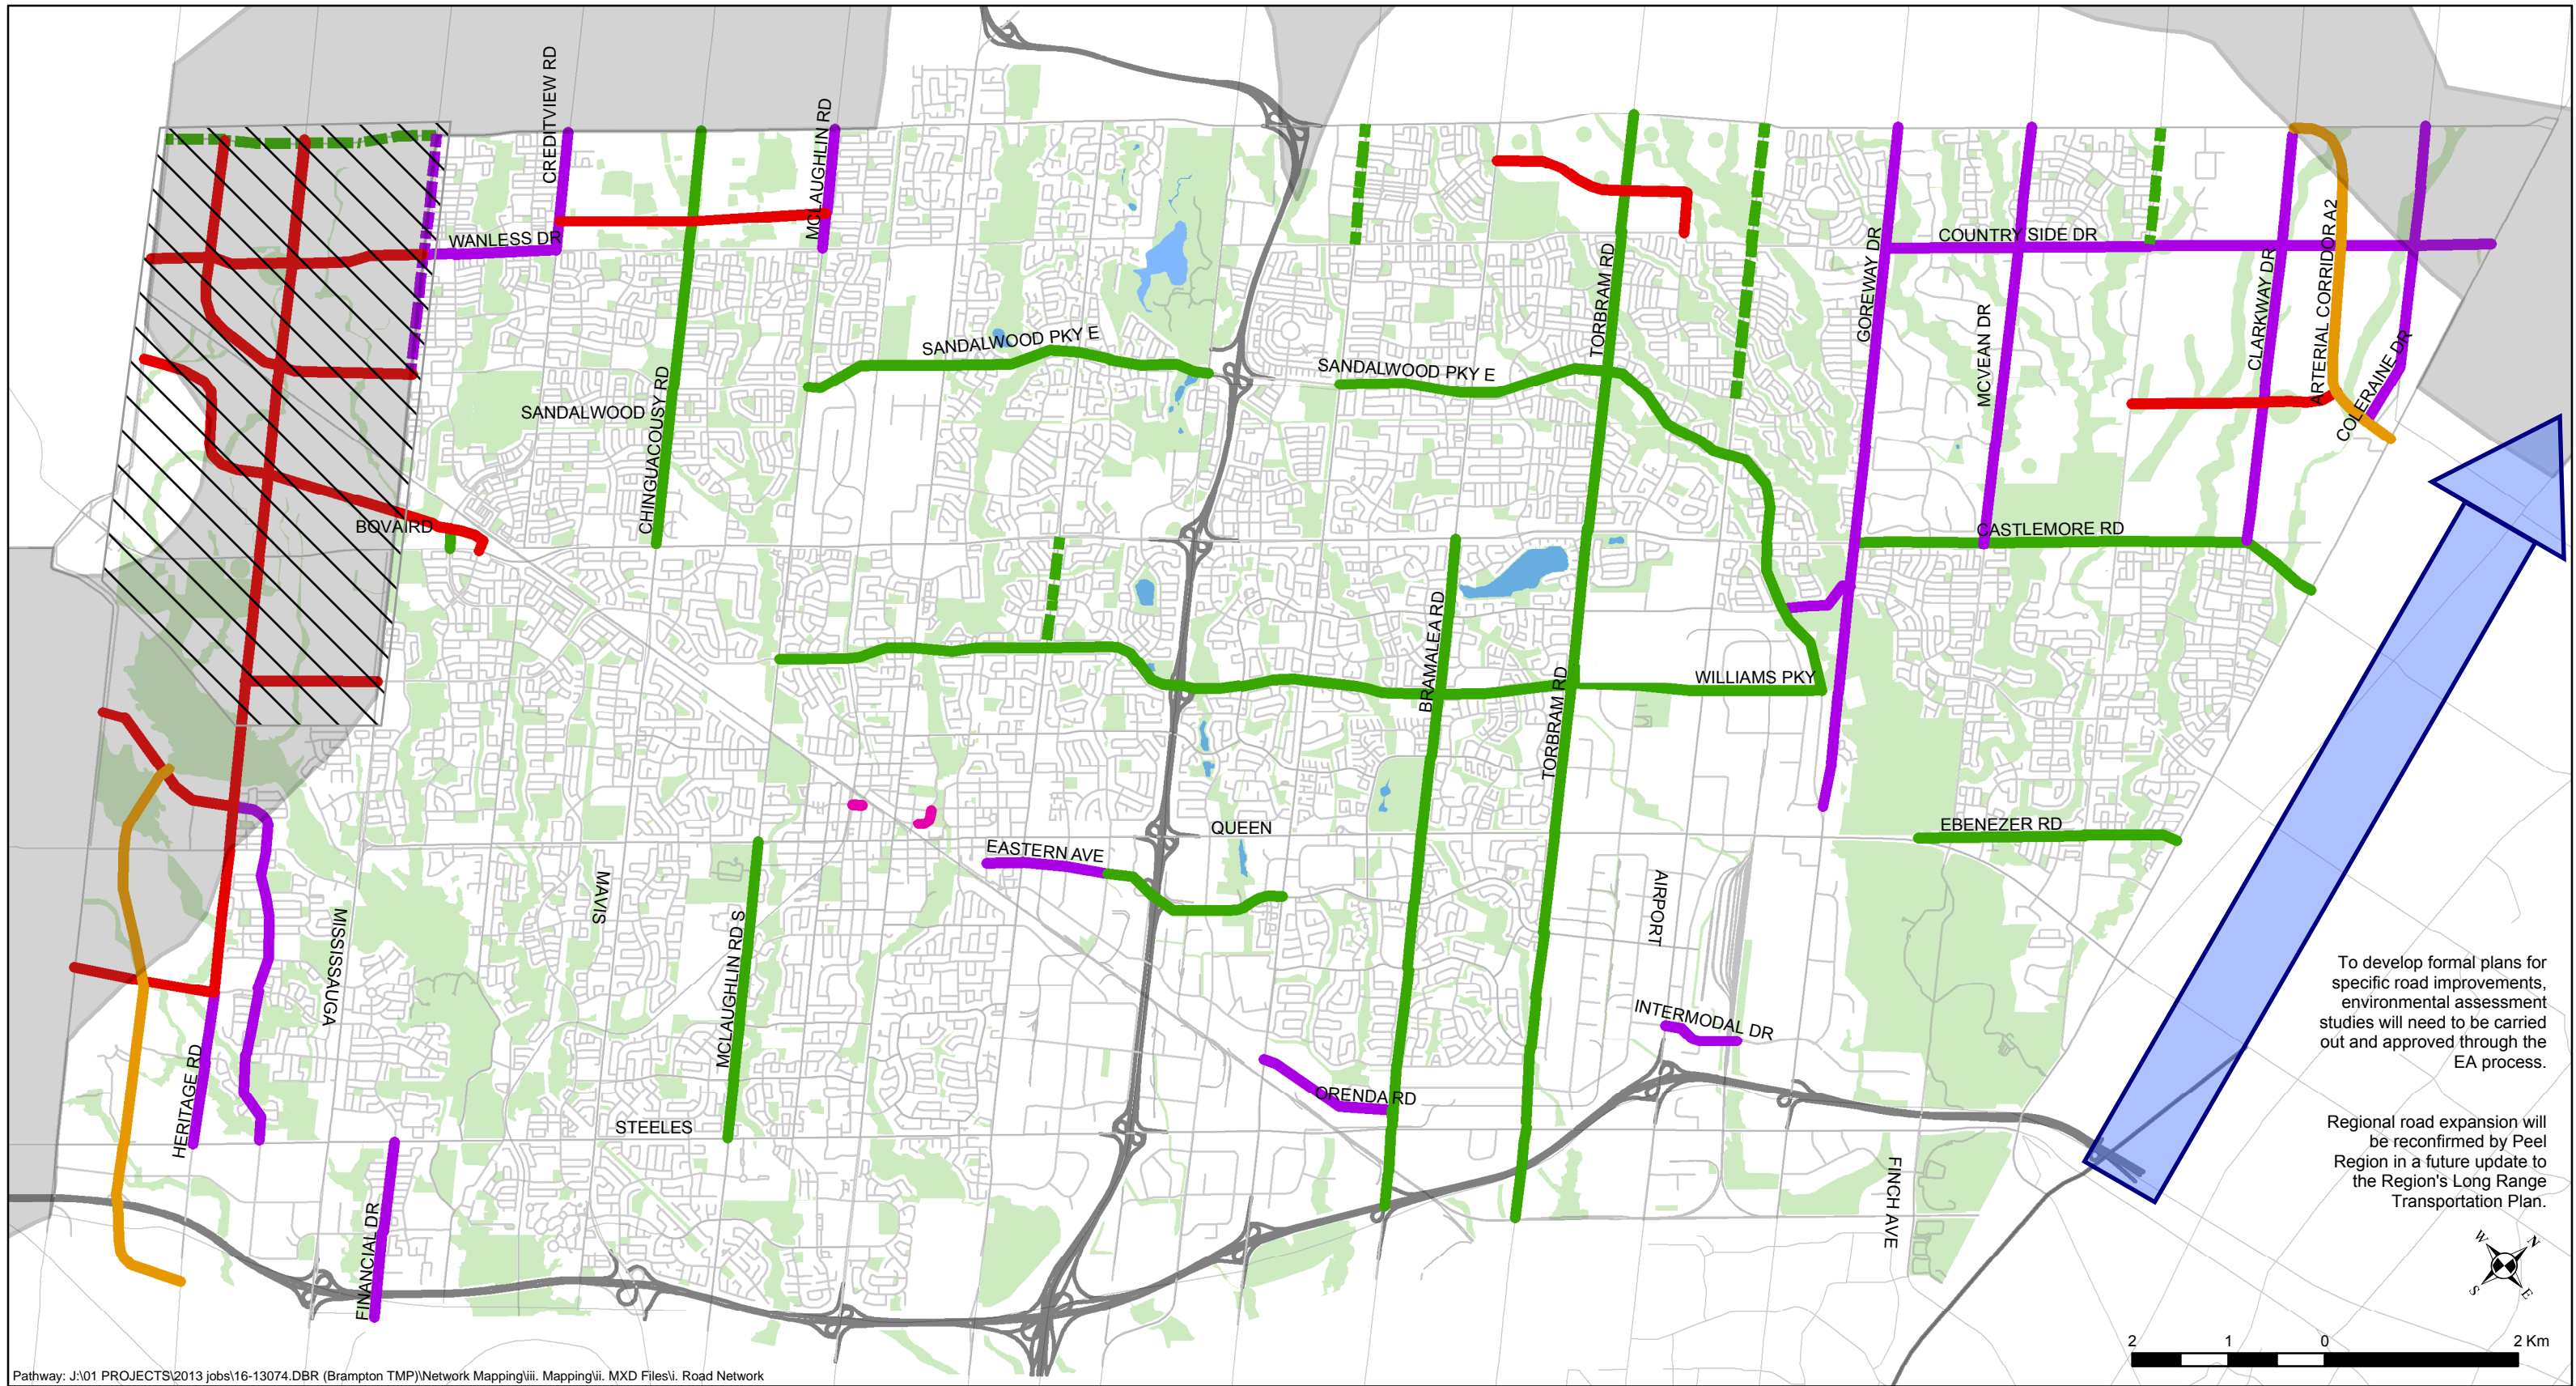 CREDITVIEW RD
MCLAUGHLIN RD
WANLESS DR
COUNTRY SIDE DR
GOREWAY DR
TORBRAM RD
CLARKWAY DR
ARTERIAL CORRIDOR A2
MCVEAN DR
COLERAINE DR
SANDALWOOD PKY E
SANDALWOOD PKY E
SANDALWOOD
CHINGUACOUSY RD
BOVAIRD
CASTLEMORE RD
BRAMALEA RD
WILLIAMS PKY
TORBRAM RD
QUEEN
EBENEZER RD
EASTERN AVE
MAVIS
AIRPORT
MISSISSAUGA
MCLAUGHLIN RD S
INTERMODAL DR
HERITAGE RD
ORENDA RD
STEELES
FINCH AVE
FINANCIAL DR
To develop formal plans for
specific road improvements,
environmental assessment
studies will need to be carried
out and approved through the
EA process.
Regional road expansion will
be reconfirmed by Peel
Region in a future update to
the Region's Long Range
Transportation Plan.
W N
S E
2 1 0 2 Km
Pathway: J:\01 PROJECTS\2013 jobs\16-13074.DBR (Brampton TMP)\Network Mapping\iii. Mapping\ii. MXD Files\i. Road Network